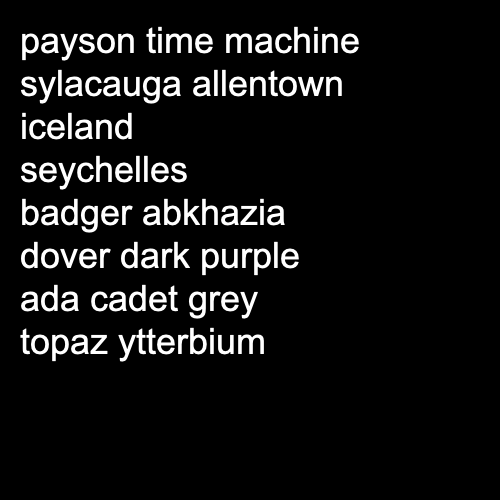 payson time machine
sylacauga allentown
iceland
seychelles
badger abkhazia
dover dark purple
ada cadet grey
topaz ytterbium